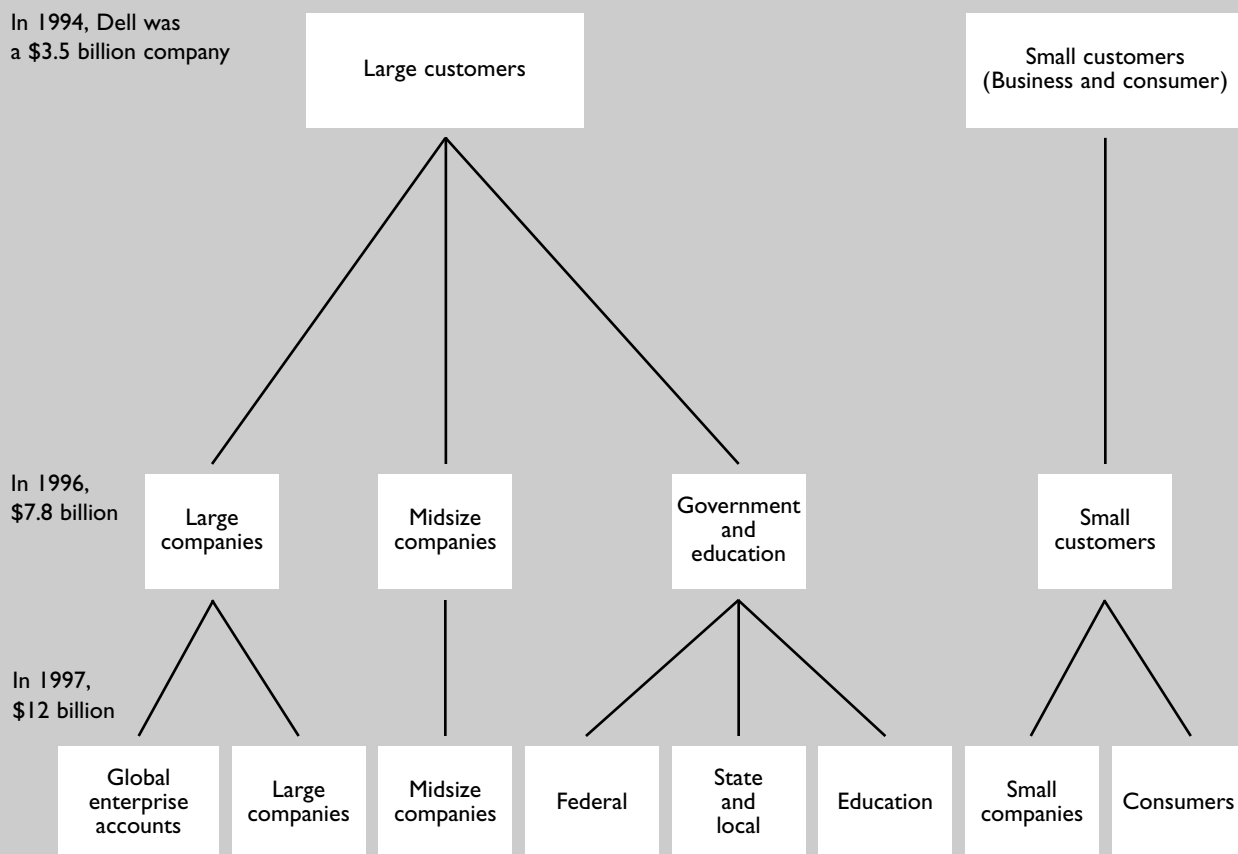 In 1994, Dell was
a $3.5 billion company
Large customers
Small customers
(Business and consumer)
In 1996,
$7.8 billion
Large
companies
Midsize
companies
Government
and
education
Small
customers
In 1997,
$12 billion
Global
enterprise
accounts
Large
companies
Midsize
companies
Federal
State
and
local
Education
Small
companies
Consumers